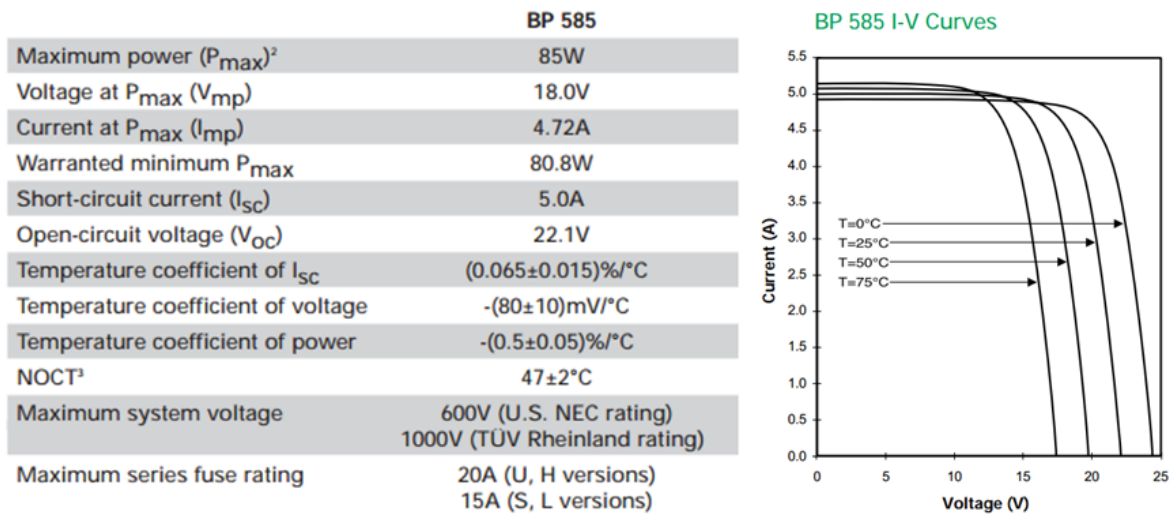 BP 585
Maximum power (Pmax)²	85W
Voltage at Pmax (Vmp)	18.0V
Current at Pmax (Imp)	4.72A
Warranted minimum Pmax	80.8W
Short-circuit current (ISC)	5.0A
Open-circuit voltage (VOC)	22.1V
Temperature coefficient of ISC	(0.065±0.015)%/°C
Temperature coefficient of voltage	-(80±10)mV/°C
Temperature coefficient of power	-(0.5±0.05)%/°C
NOCT³	47±2°C
Maximum system voltage	600V (U.S. NEC rating)
1000V (TÜV Rheinland rating)
Maximum series fuse rating	20A (U, H versions)
15A (S, L versions)
BP 585 I-V Curves
Current (A)
5.5
5.0
4.5
4.0
3.5
3.0
2.5
2.0
1.5
1.0
0.5
0.0
T=0°C
T=25°C
T=50°C
T=75°C
0 5 10 15 20 25
Voltage (V)